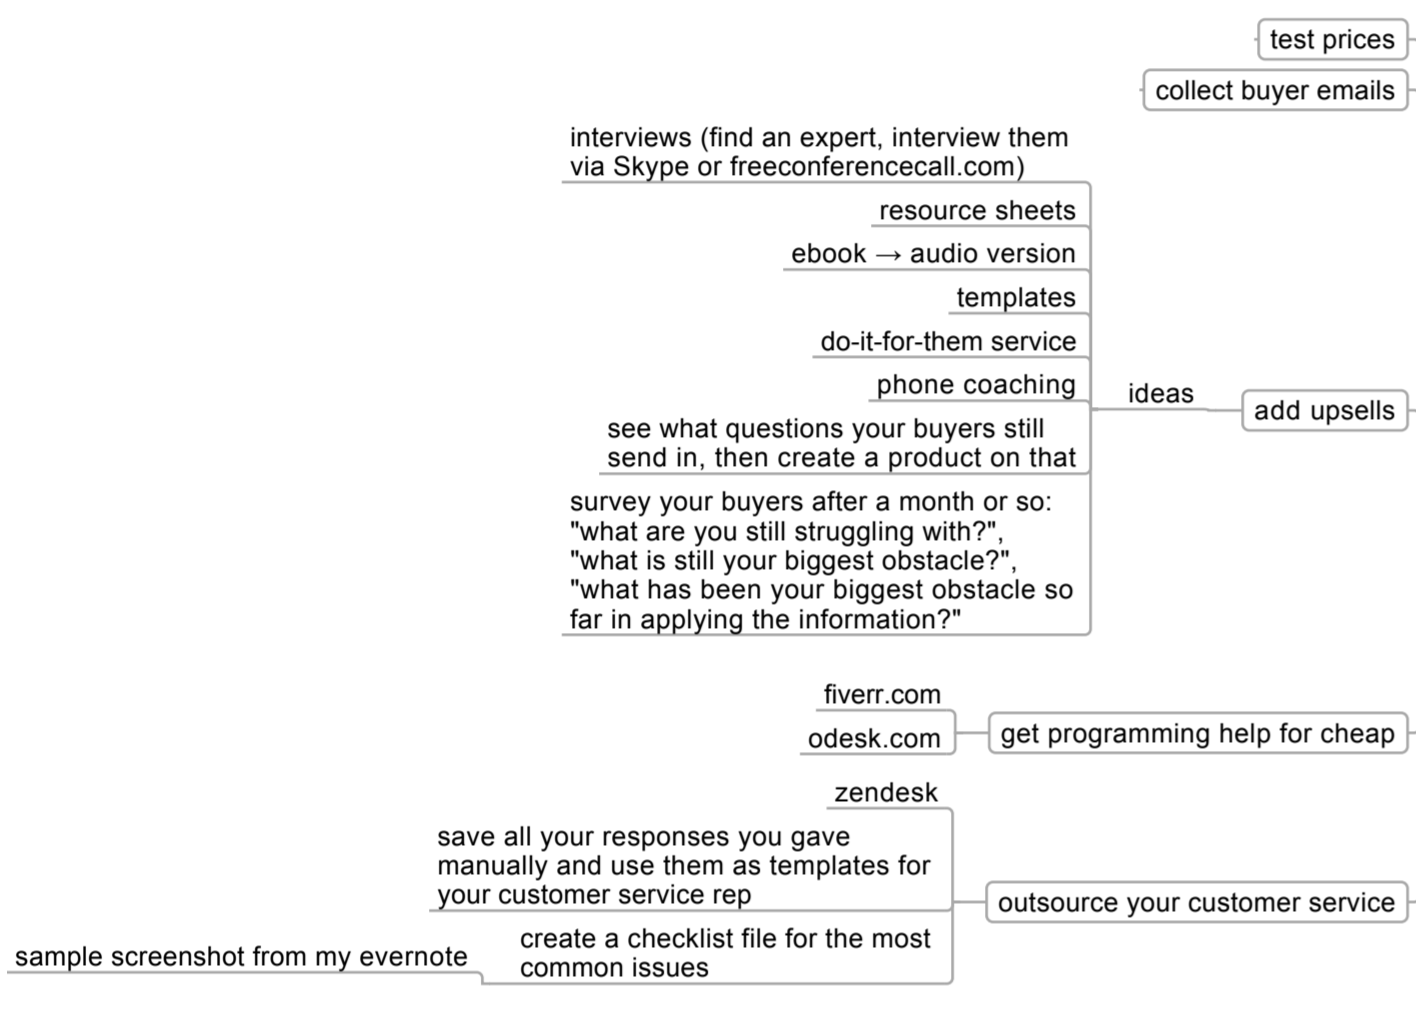 test prices
collect buyer emails
interviews (find an expert, interview them
via Skype or freeconferencecall.com)
resource sheets
ebook → audio version
templates
do-it-for-them service
phone coaching
see what questions your buyers still
send in, then create a product on that
survey your buyers after a month or so:
"what are you still struggling with?",
"what is still your biggest obstacle?",
"what has been your biggest obstacle so
far in applying the information?"
ideas
add upsells
fiverr.com
odesk.com
get programming help for cheap
zendesk
save all your responses you gave
manually and use them as templates for
your customer service rep
create a checklist file for the most
common issues
sample screenshot from my evernote
outsource your customer service